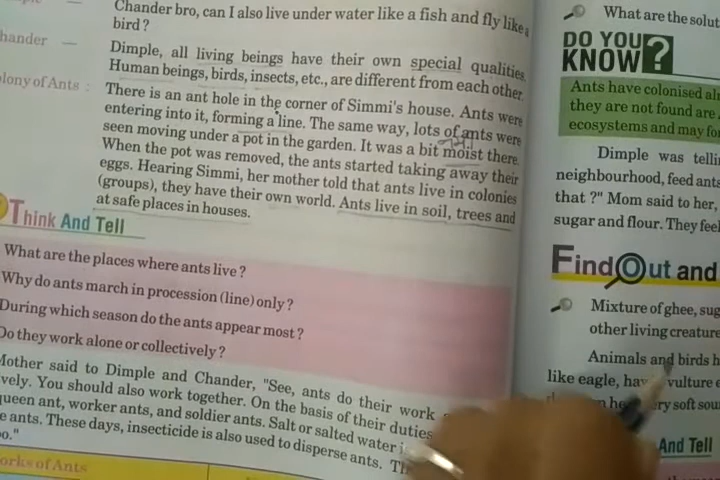 Chander bro, can I also live under water like a fish and fly like a
bird ?
hander — Dimple, all living beings have their own special qualities.
Human beings, birds, insects, etc., are different from each other.
olony of Ants : There is an ant hole in the corner of Simmi's house. Ants were
entering into it, forming a line. The same way, lots of ants were
seen moving under a pot in the garden. It was a bit moist there.
When the pot was removed, the ants started taking away their
eggs. Hearing Simmi, her mother told that ants live in colonies
(groups), they have their own world. Ants live in soil, trees and
at safe places in houses.
Think And Tell
What are the places where ants live ?
Why do ants march in procession (line) only ?
During which season do the ants appear most ?
Do they work alone or collectively ?
Mother said to Dimple and Chander, "See, ants do their work
vely. You should also work together. On the basis of their duties
ueen ant, worker ants, and soldier ants. Salt or salted water
e ants. These days, insecticide is also used to disperse ants.
o."
orks of Ants
What are the solut
DO YOU
KNOW ?
Ants have colonised al
they are not found are
ecosystems and may fo
Dimple was telli
neighbourhood, feed ants
that ?" Mom said to her,
sugar and flour. They feel
Find Out and
Mixture of ghee, sug
other living creature
Animals and birds h
like eagle, vulture
very soft sou
And Tell